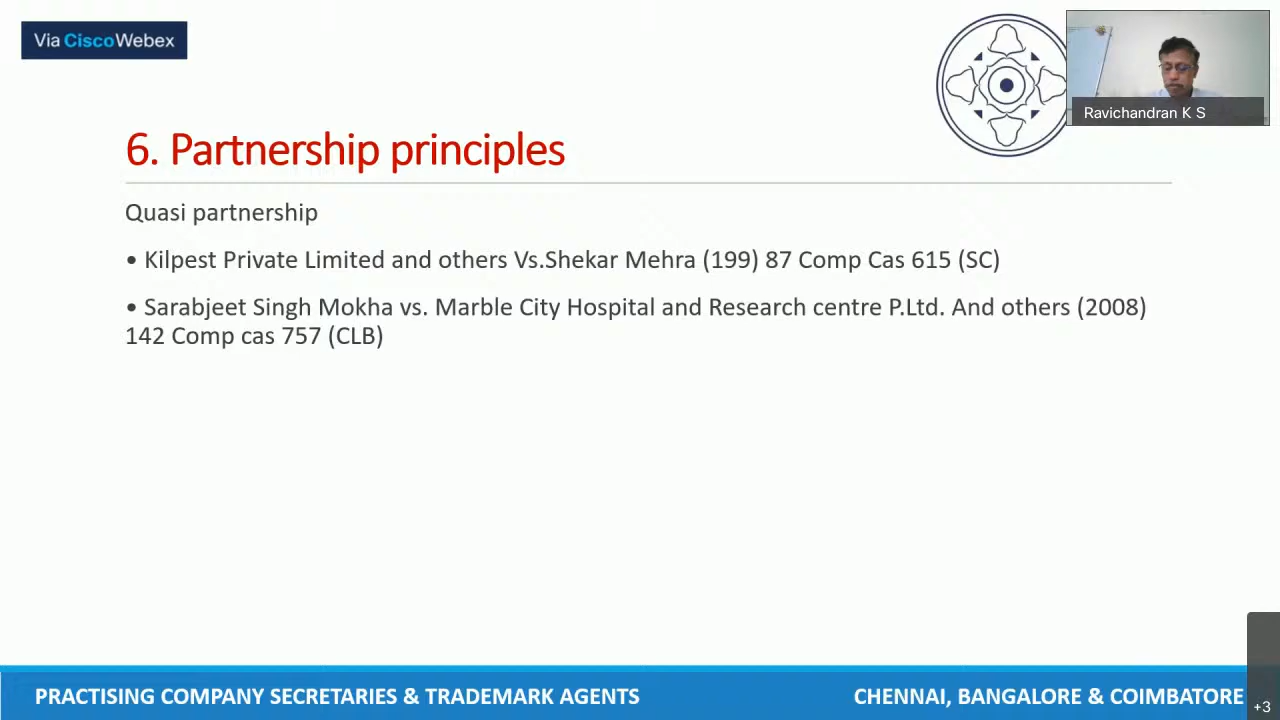 Via CiscoWebex
Ravichandran K S
6. Partnership principles
Quasi partnership
• Kilpest Private Limited and others Vs.Shekar Mehra (199) 87 Comp Cas 615 (SC)
• Sarabjeet Singh Mokha vs. Marble City Hospital and Research centre P.Ltd. And others (2008)
142 Comp cas 757 (CLB)
PRACTISING COMPANY SECRETARIES & TRADEMARK AGENTS
CHENNAI, BANGALORE & COIMBATORE
+3